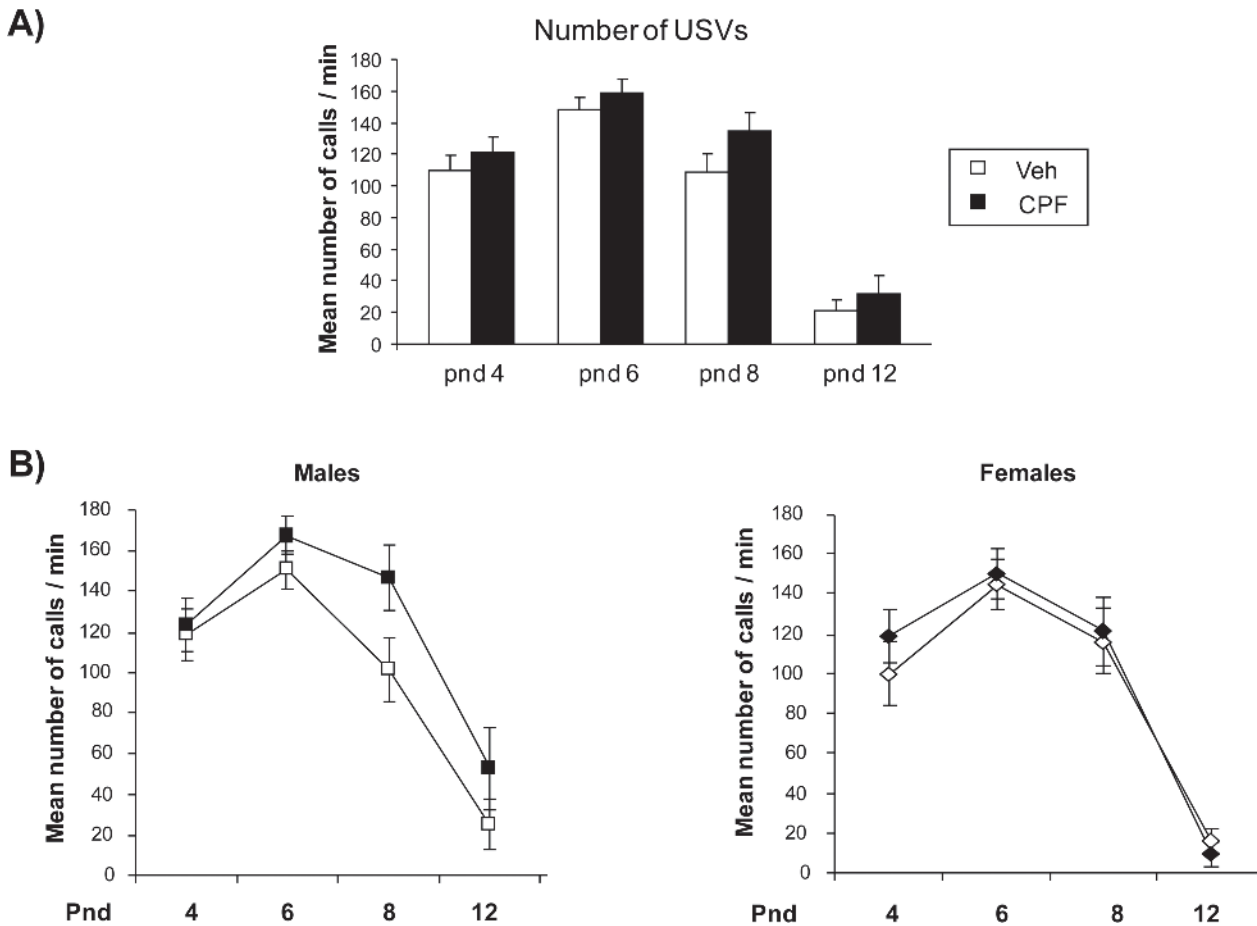 A)
Number of USVs
Mean number of calls / min
180
160
140
120
100
80
60
40
20
0
pnd 4 pnd 6 pnd 8 pnd 12
Veh
CPF
B)
Males
Mean number of calls / min
180
160
140
120
100
80
60
40
20
0
Pnd 4 6 8 12
Females
Mean number of calls / min
180
160
140
120
100
80
60
40
20
0
Pnd 4 6 8 12